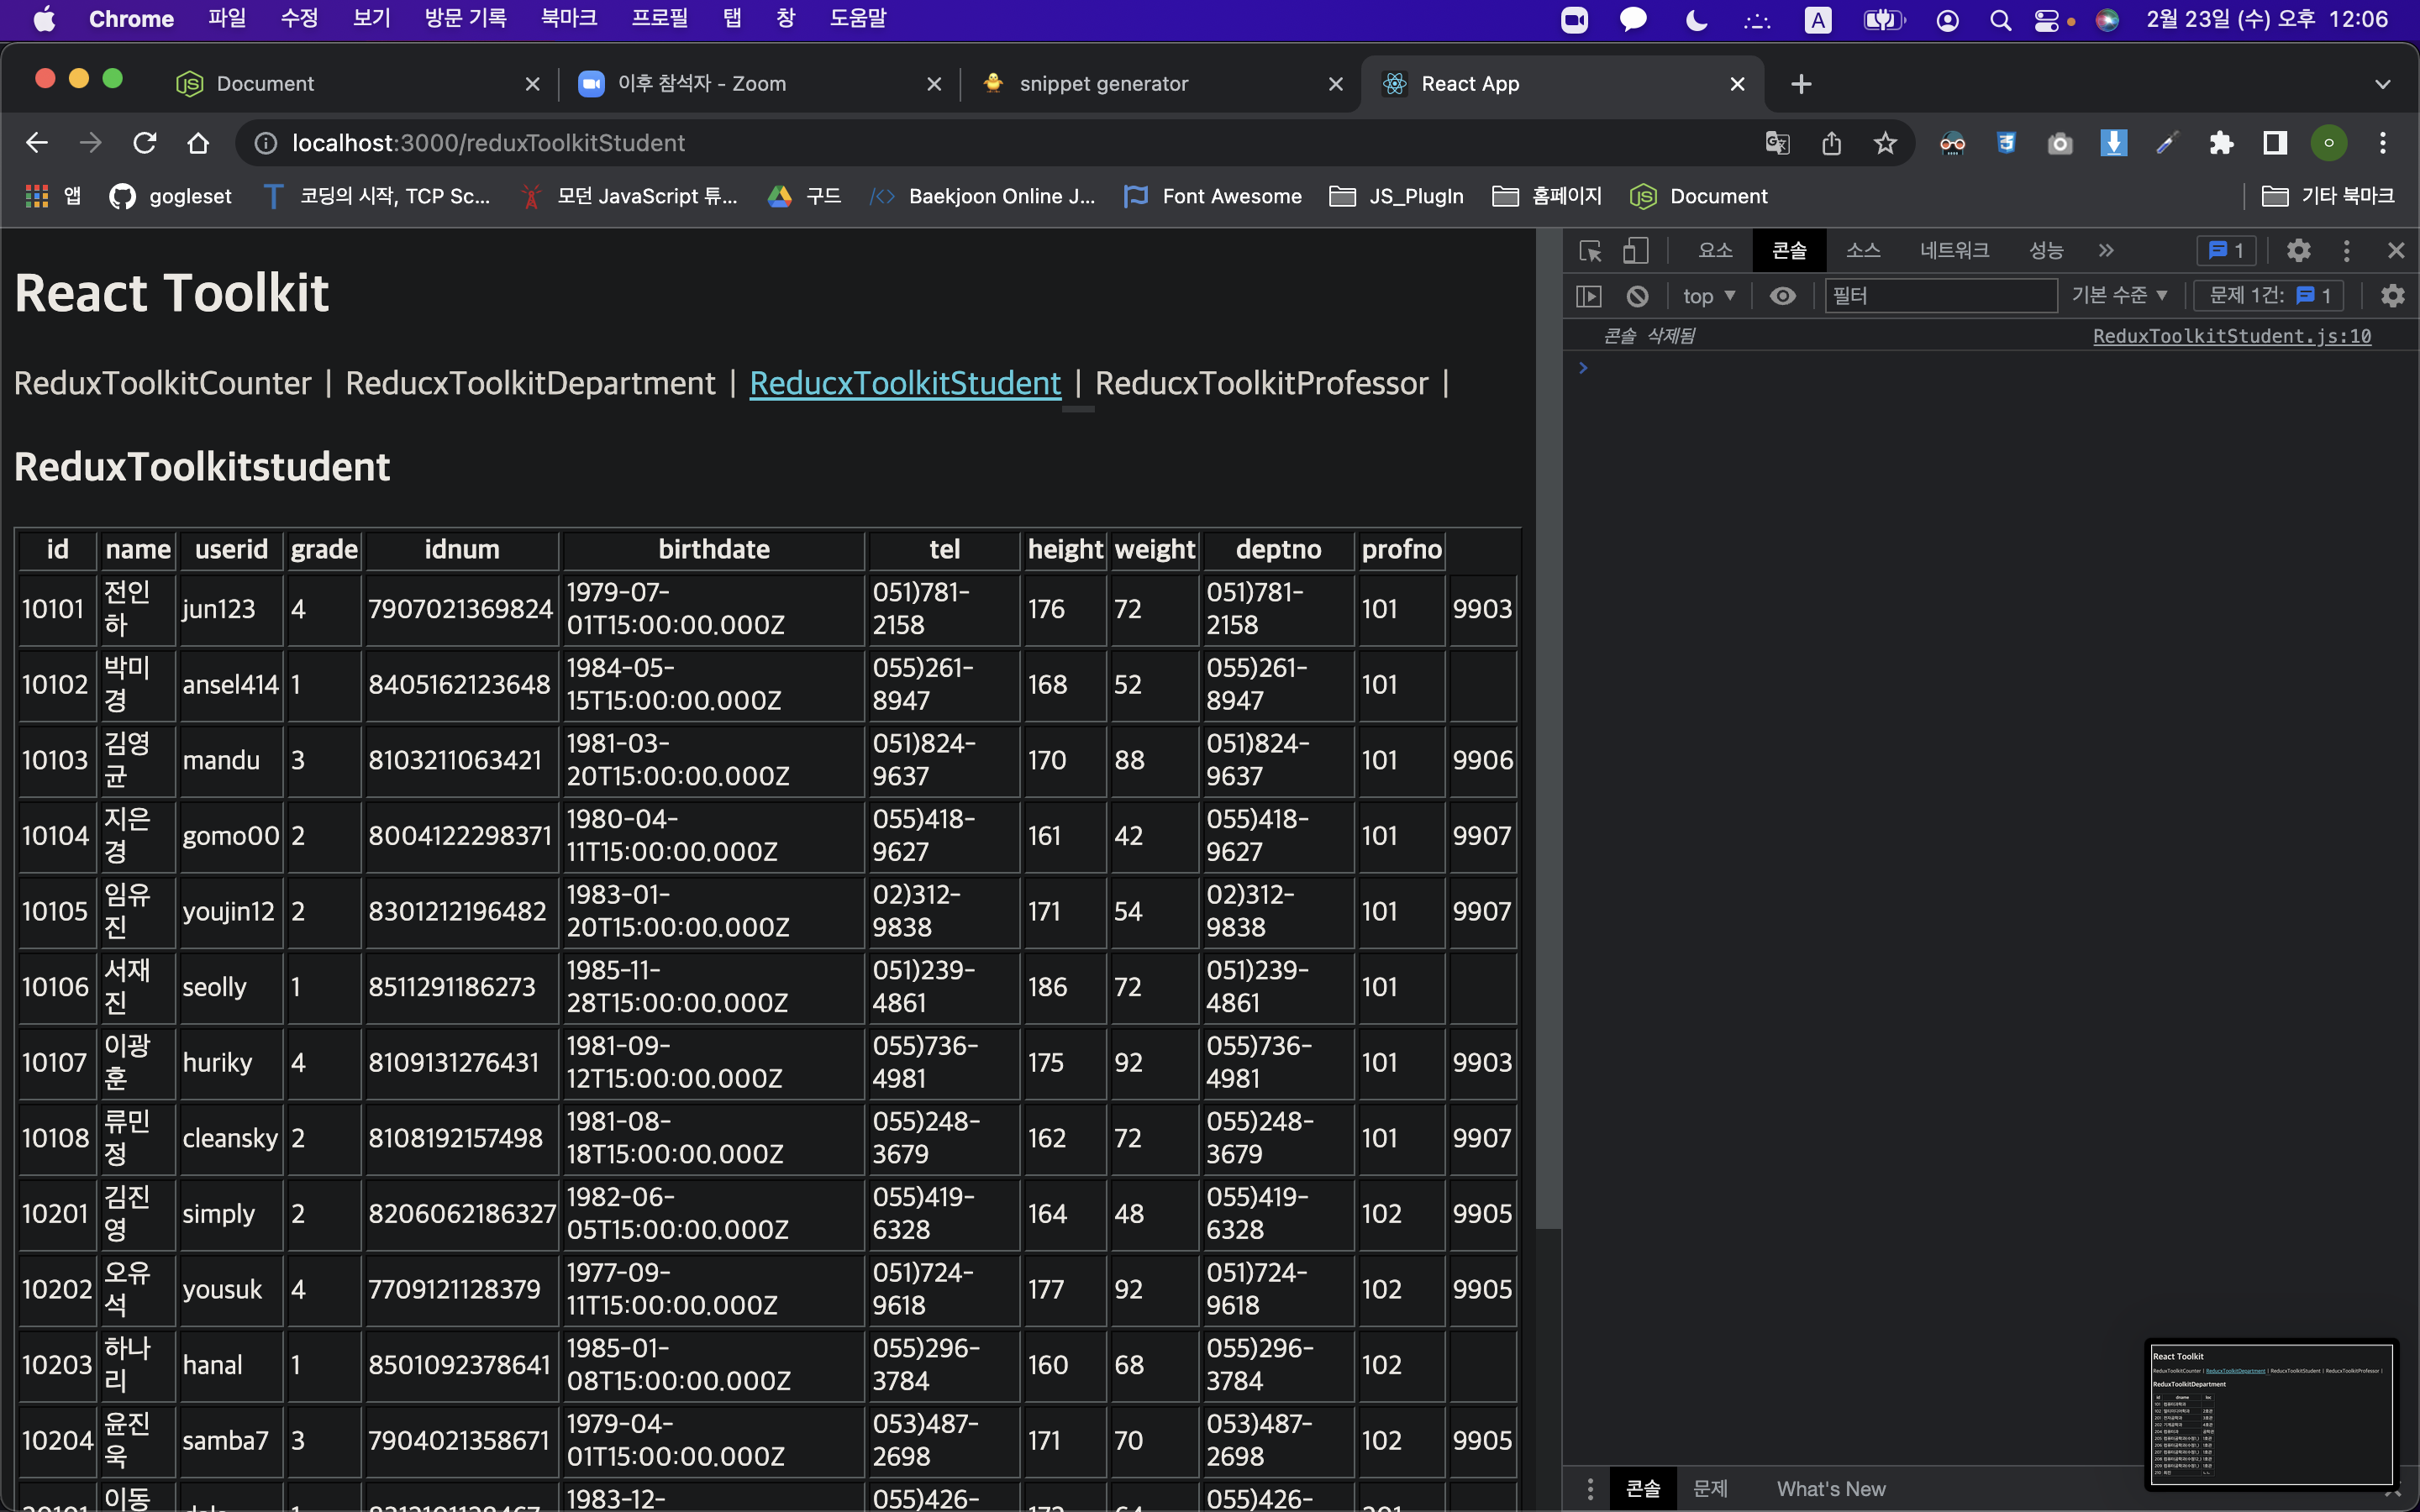 Chrome 파일 수정 보기 방문 기록 북마크 프로필 탭 창 도움말 A 2월 23일 (수) 오후 12:06
Document 이후 참석자 - Zoom snippet generator React App
localhost:3000/reduxToolkitStudent
앱 gogleset 코딩의 시작, TCP Sc... 모던 JavaScript 튜... 구드 Baekjoon Online J... Font Awesome JS_PlugIn 홈페이지 Document 기타 북마크
React Toolkit
ReduxToolkitCounter | ReducxToolkitDepartment | ReducxToolkitStudent | ReducxToolkitProfessor |
ReduxToolkitstudent
id name userid grade idnum birthdate tel height weight deptno profno
10101 전인하 jun123 4 7907021369824 1979-07-01T15:00:00.000Z 051)781-2158 176 72 051)781-2158 101 9903
10102 박미경 ansel414 1 8405162123648 1984-05-15T15:00:00.000Z 055)261-8947 168 52 055)261-8947 101
10103 김영균 mandu 3 8103211063421 1981-03-20T15:00:00.000Z 051)824-9637 170 88 051)824-9637 101 9906
10104 지은경 gomo00 2 8004122298371 1980-04-11T15:00:00.000Z 055)418-9627 161 42 055)418-9627 101 9907
10105 임유진 youjin12 2 8301212196482 1983-01-20T15:00:00.000Z 02)312-9838 171 54 02)312-9838 101 9907
10106 서재진 seolly 1 8511291186273 1985-11-28T15:00:00.000Z 051)239-4861 186 72 051)239-4861 101
10107 이광훈 huriky 4 8109131276431 1981-09-12T15:00:00.000Z 055)736-4981 175 92 055)736-4981 101 9903
10108 류민정 cleansky 2 8108192157498 1981-08-18T15:00:00.000Z 055)248-3679 162 72 055)248-3679 101 9907
10201 김진영 simply 2 8206062186327 1982-06-05T15:00:00.000Z 055)419-6328 164 48 055)419-6328 102 9905
10202 오유석 yousuk 4 7709121128379 1977-09-11T15:00:00.000Z 051)724-9618 177 92 051)724-9618 102 9905
10203 하나리 hanal 1 8501092378641 1985-01-08T15:00:00.000Z 055)296-3784 160 68 055)296-3784 102
10204 윤진욱 samba7 3 7904021358671 1979-04-01T15:00:00.000Z 053)487-2698 171 70 053)487-2698 102 9905
이동 1983-12- 055)426- 055)426-
요소 콘솔 소스 네트워크 성능 1
top 필터 기본 수준 문제 1건: 1
콘솔 삭제됨 ReduxToolkitStudent.js:10
React Toolkit
ReduxToolkitCounter | ReducxToolkitDepartment | ReducxToolkitStudent | ReducxToolkitProfessor |
ReduxToolkitDepartment
콘솔 문제 What's New